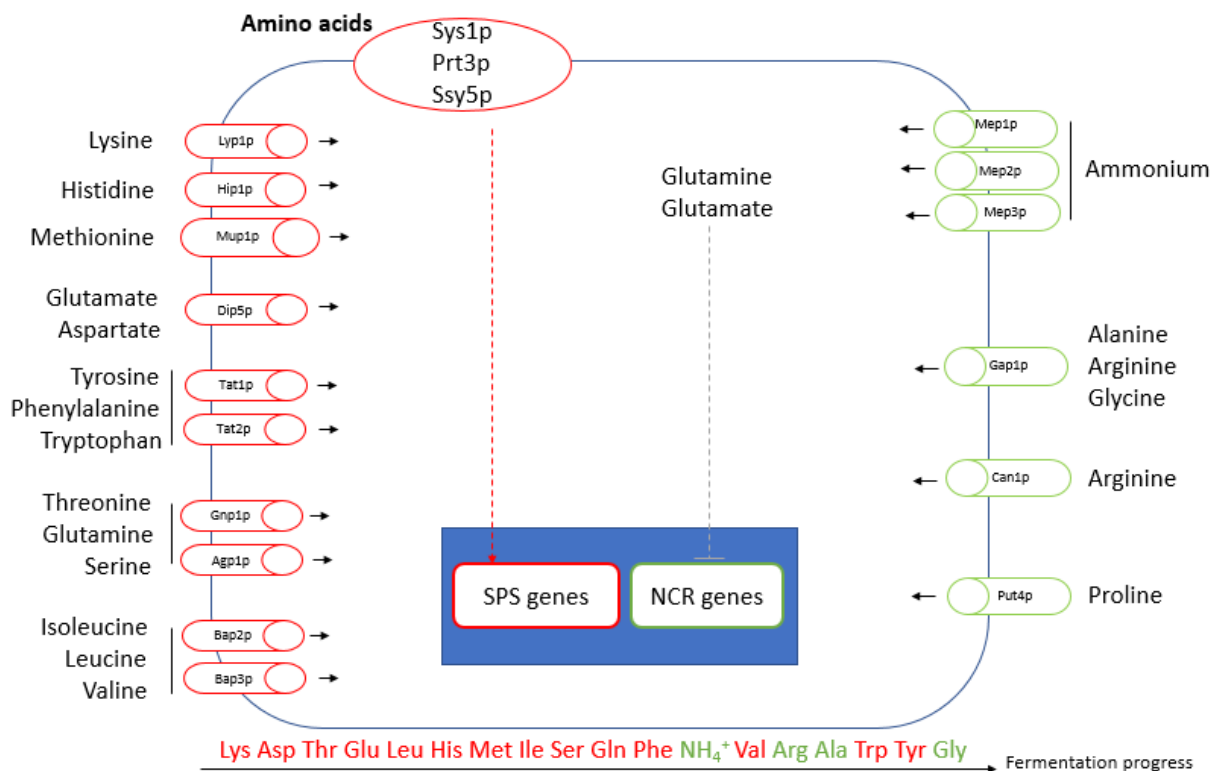 Amino acids
Sys1p
Prt3p
Ssy5p
Lysine
Lyp1p
Histidine
Hip1p
Methionine
Mup1p
Glutamate
Aspartate
Dip5p
Tyrosine
Phenylalanine
Tryptophan
Tat1p
Tat2p
Threonine
Glutamine
Serine
Gnp1p
Agp1p
Isoleucine
Leucine
Valine
Bap2p
Bap3p
Glutamine
Glutamate
SPS genes
NCR genes
Mep1p
Mep2p
Mep3p
Ammonium
Gap1p
Alanine
Arginine
Glycine
Can1p
Arginine
Put4p
Proline
Lys Asp Thr Glu Leu His Met Ile Ser Gln Phe NH₄⁺ Val Arg Ala Trp Tyr Gly
Fermentation progress